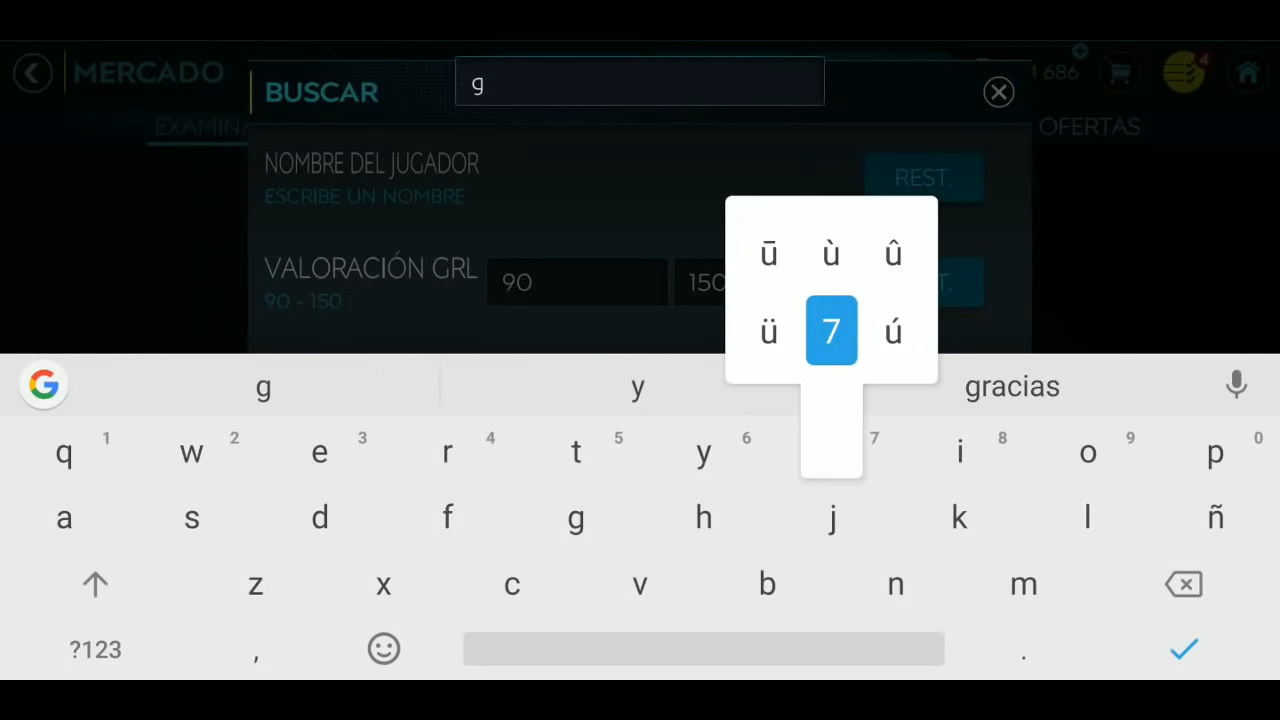 MERCADO
BUSCAR
g
686
4
EXAMINA
OFERTAS
NOMBRE DEL JUGADOR
ESCRIBE UN NOMBRE
REST.
VALORACIÓN GRL
90
150
90 - 150
T.
ū ù û
ü 7 ú
g y gracias
q 1 w 2 e 3 r 4 t 5 y 6 7 i 8 o 9 p 0
a s d f g h j k l ñ
z x c v b n m
?123 , .